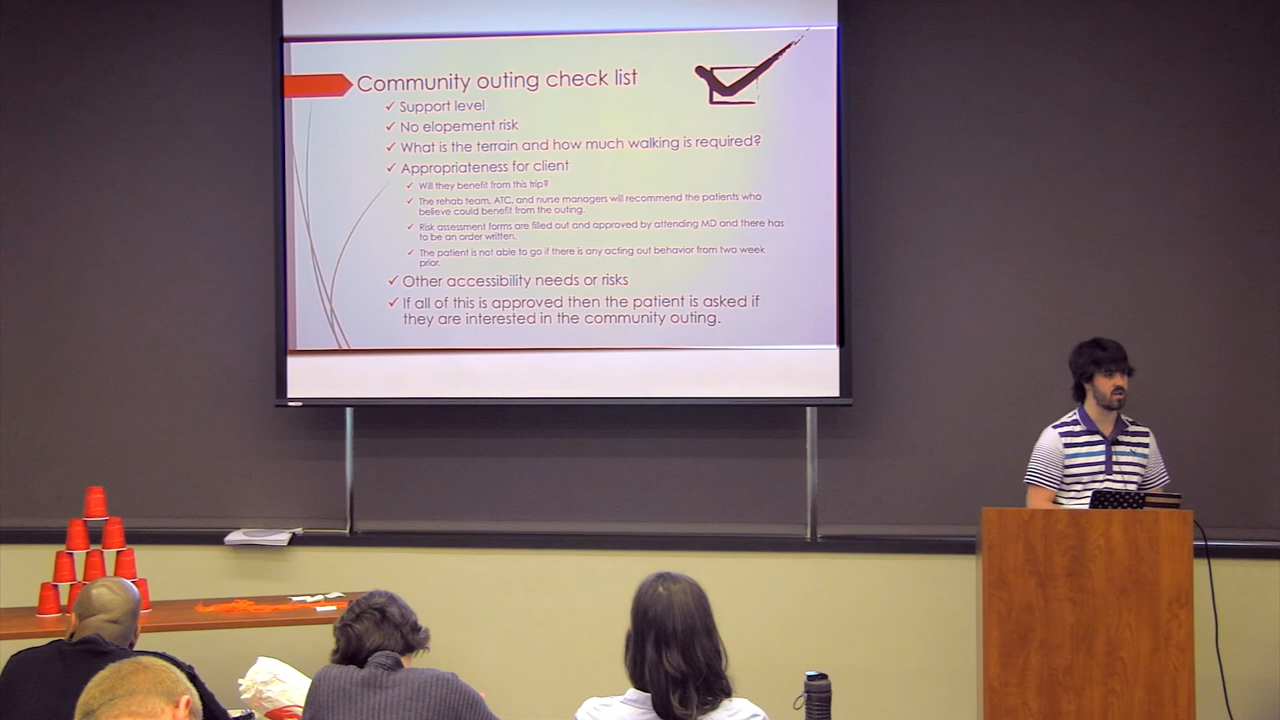 Community outing check list
✓ Support level
✓ No elopement risk
✓ What is the terrain and how much walking is required?
✓ Appropriateness for client
✓ Will they benefit from this trip?
✓ The rehab team, ATC, and nurse managers will recommend the patients who
believe could benefit from the outing.
✓ Risk assessment forms are filled out and approved by attending MD and there has
to be an order written.
✓ The patient is not able to go if there is any acting out behavior from two week
prior.
✓ Other accessibility needs or risks
✓ If all of this is approved then the patient is asked if
they are interested in the community outing.